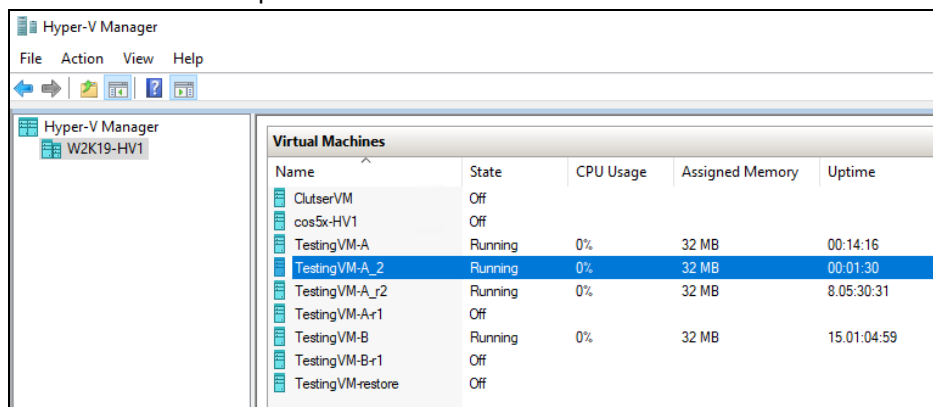 Hyper-V Manager
File Action View Help
Hyper-V Manager
W2K19-HV1
Virtual Machines
Name State CPU Usage Assigned Memory Uptime
ClutserVM Off
cos5x-HV1 Off
TestingVM-A Running 0% 32 MB 00:14:16
TestingVM-A_2 Running 0% 32 MB 00:01:30
TestingVM-A_r2 Running 0% 32 MB 8.05:30:31
TestingVM-A-r1 Off
TestingVM-B Running 0% 32 MB 15.01:04:59
TestingVM-B-r1 Off
TestingVM-restore Off